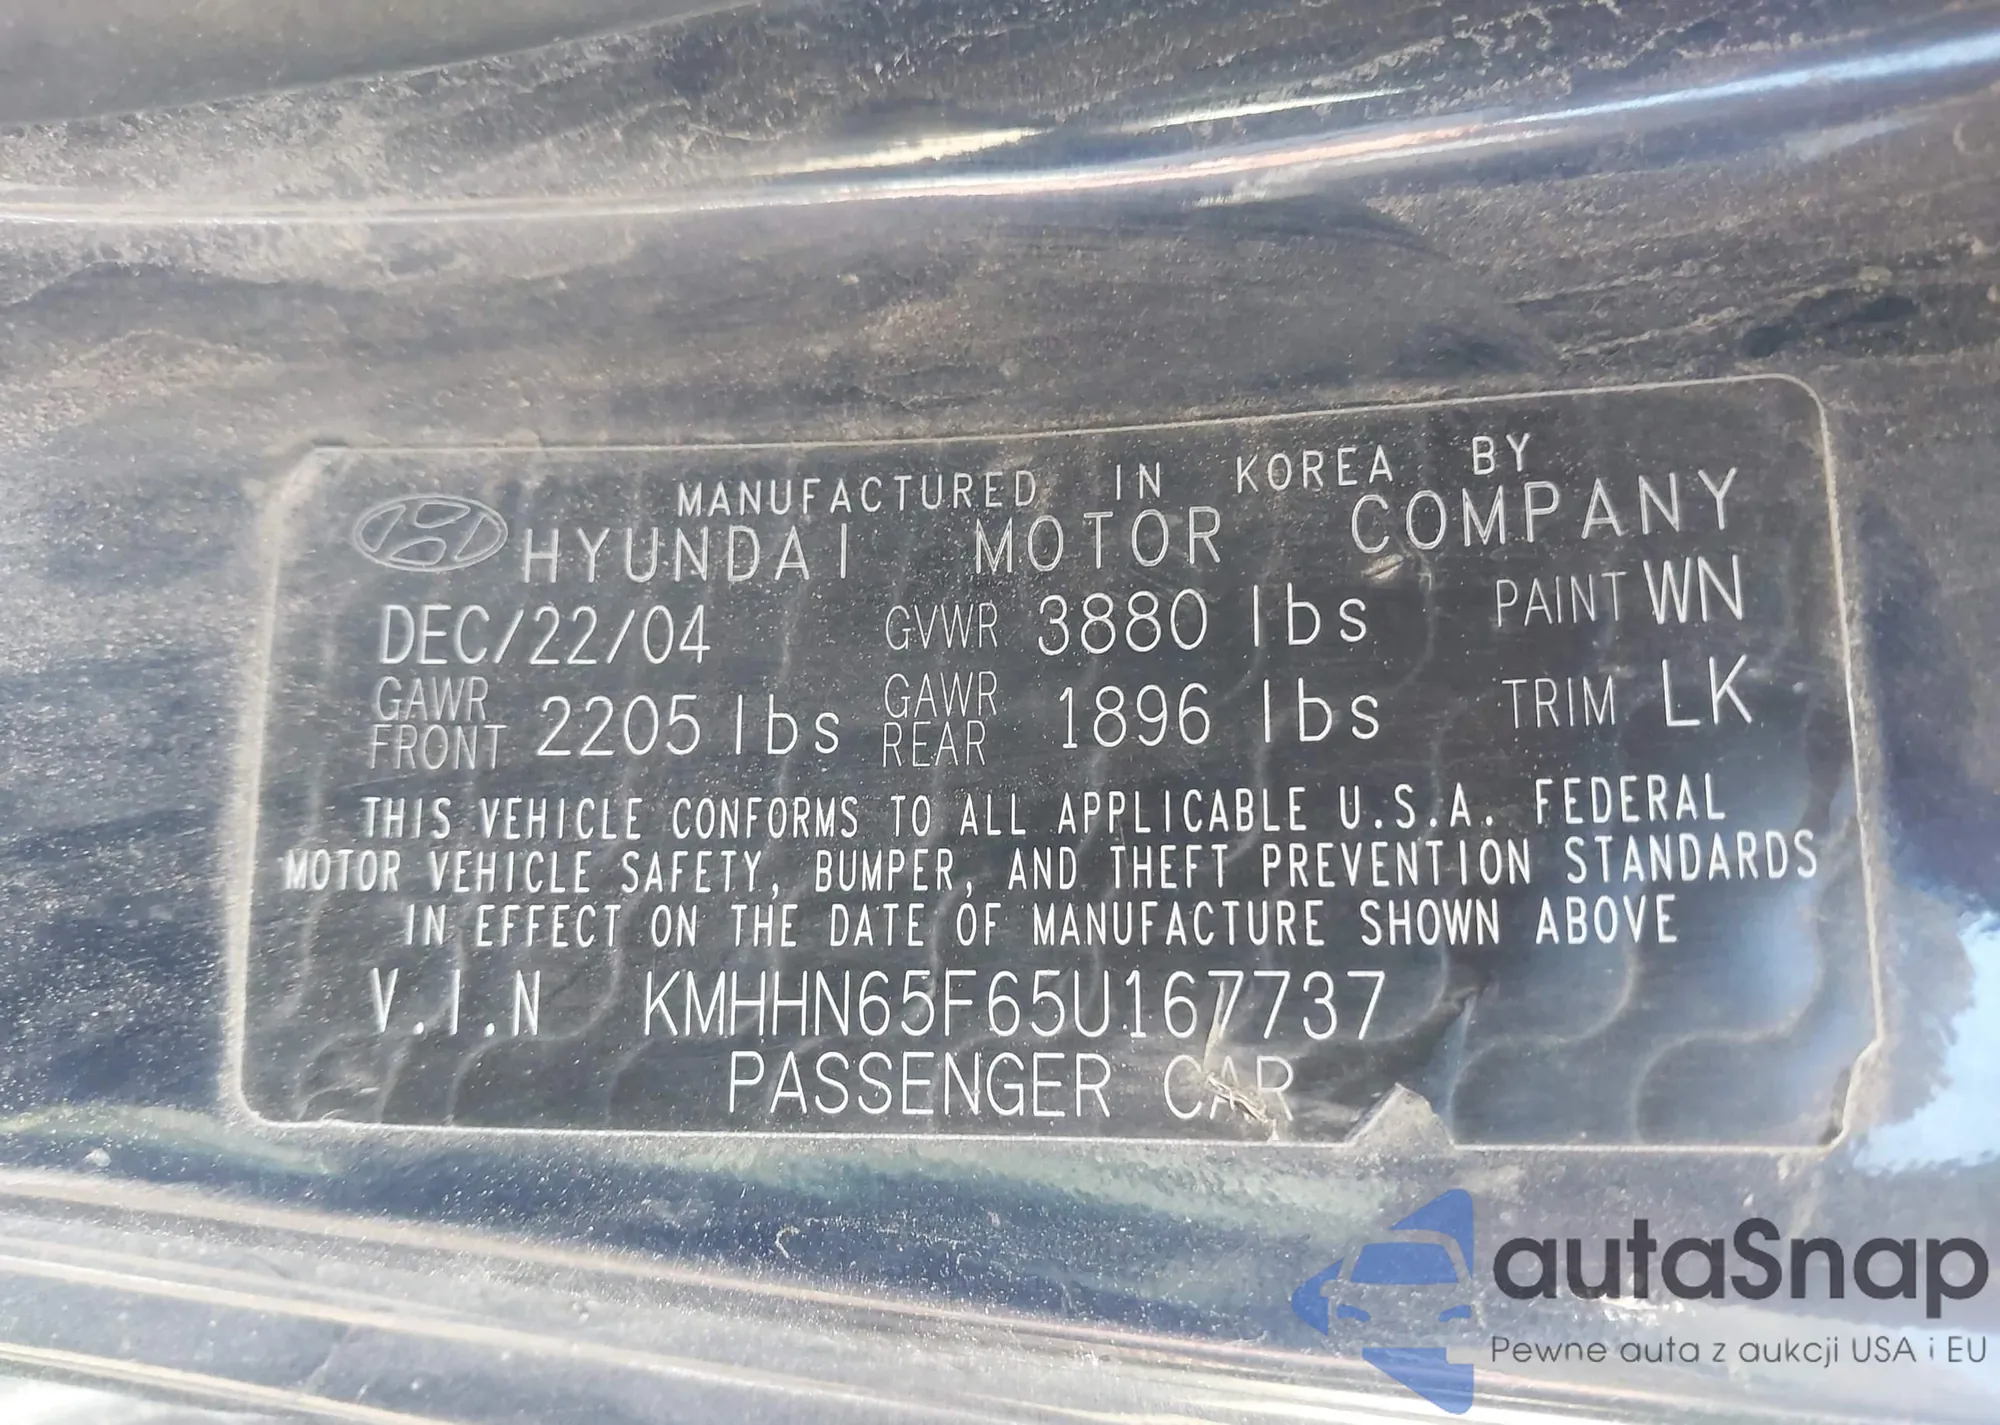 MANUFACTURED IN KOREA BY
HYUNDAI MOTOR COMPANY
DEC/22/04 GVWR 3880 lbs PAINT WN
GAWR FRONT 2205 lbs GAWR REAR 1896 lbs TRIM LK
THIS VEHICLE CONFORMS TO ALL APPLICABLE U.S.A. FEDERAL
MOTOR VEHICLE SAFETY, BUMPER, AND THEFT PREVENTION STANDARDS
IN EFFECT ON THE DATE OF MANUFACTURE SHOWN ABOVE
V.I.N KMHHN65F65U167737
PASSENGER CAR
autaSnap
Pewne auta z aukcji USA i EU